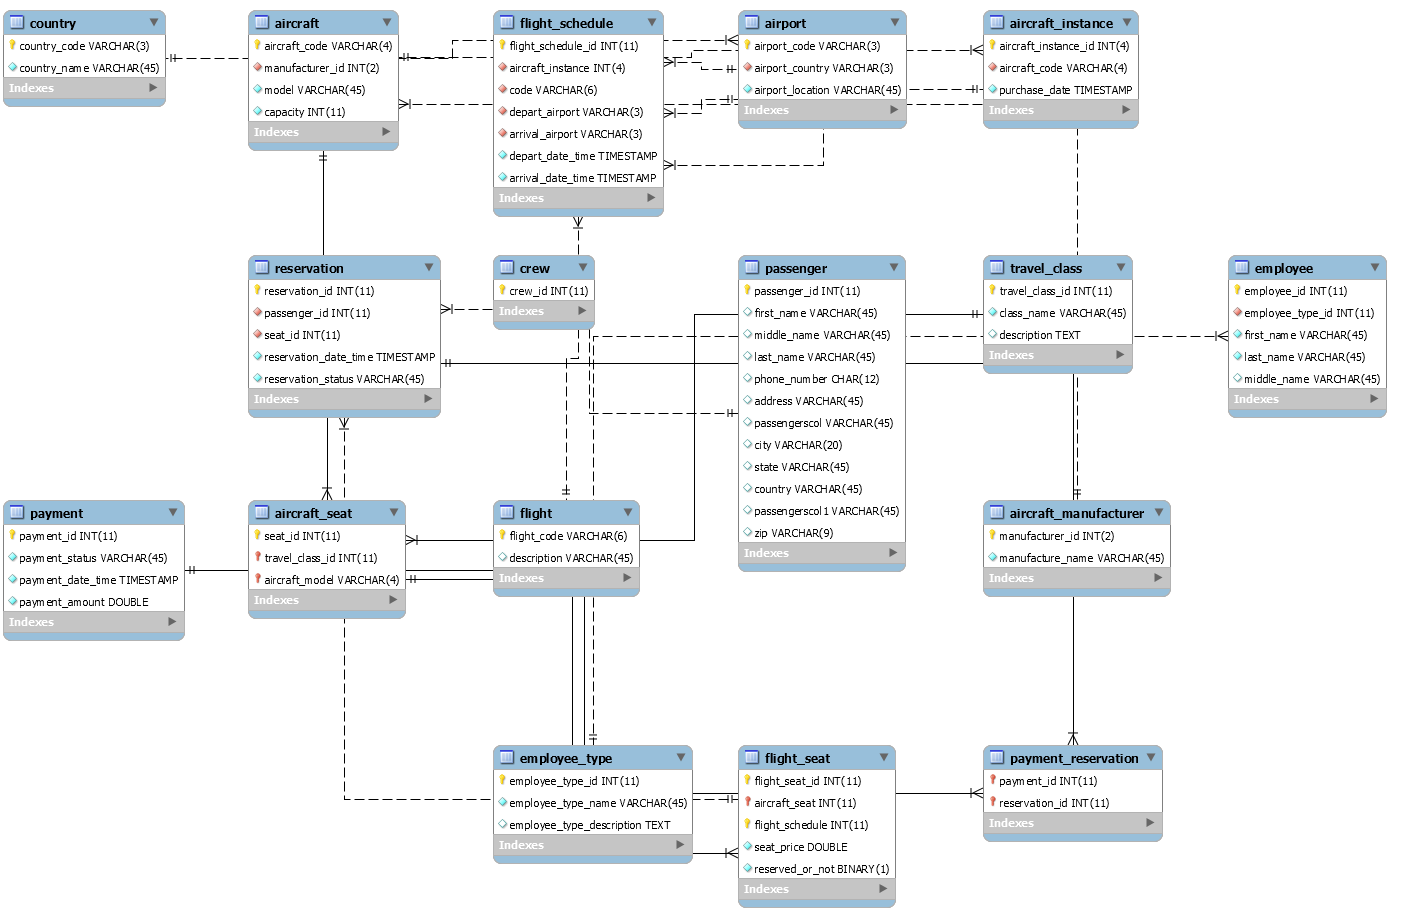 country
country_code VARCHAR(3)
country_name VARCHAR(45)
Indexes
aircraft
aircraft_code VARCHAR(4)
manufacturer_id INT(2)
model VARCHAR(45)
capacity INT(11)
Indexes
flight_schedule
flight_schedule_id INT(11)
aircraft_instance INT(4)
code VARCHAR(6)
depart_airport VARCHAR(3)
arrival_airport VARCHAR(3)
depart_date_time TIMESTAMP
arrival_date_time TIMESTAMP
Indexes
airport
airport_code VARCHAR(3)
airport_country VARCHAR(3)
airport_location VARCHAR(45)
Indexes
aircraft_instance
aircraft_instance_id INT(4)
aircraft_code VARCHAR(4)
purchase_date TIMESTAMP
Indexes
reservation
reservation_id INT(11)
passenger_id INT(11)
seat_id INT(11)
reservation_date_time TIMESTAMP
reservation_status VARCHAR(45)
Indexes
crew
crew_id INT(11)
Indexes
passenger
passenger_id INT(11)
first_name VARCHAR(45)
middle_name VARCHAR(45)
last_name VARCHAR(45)
phone_number CHAR(12)
address VARCHAR(45)
passengerscol VARCHAR(45)
city VARCHAR(20)
state VARCHAR(45)
country VARCHAR(45)
passengerscol1 VARCHAR(45)
zip VARCHAR(9)
Indexes
travel_class
travel_class_id INT(11)
class_name VARCHAR(45)
description TEXT
Indexes
employee
employee_id INT(11)
employee_type_id INT(11)
first_name VARCHAR(45)
last_name VARCHAR(45)
middle_name VARCHAR(45)
Indexes
payment
payment_id INT(11)
payment_status VARCHAR(45)
payment_date_time TIMESTAMP
payment_amount DOUBLE
Indexes
aircraft_seat
seat_id INT(11)
travel_class_id INT(11)
aircraft_model VARCHAR(4)
Indexes
flight
flight_code VARCHAR(6)
description VARCHAR(45)
Indexes
aircraft_manufacturer
manufacturer_id INT(2)
manufacture_name VARCHAR(45)
Indexes
employee_type
employee_type_id INT(11)
employee_type_name VARCHAR(45)
employee_type_description TEXT
Indexes
flight_seat
flight_seat_id INT(11)
aircraft_seat INT(11)
flight_schedule INT(11)
seat_price DOUBLE
reserved_or_not BINARY(1)
Indexes
payment_reservation
payment_id INT(11)
reservation_id INT(11)
Indexes